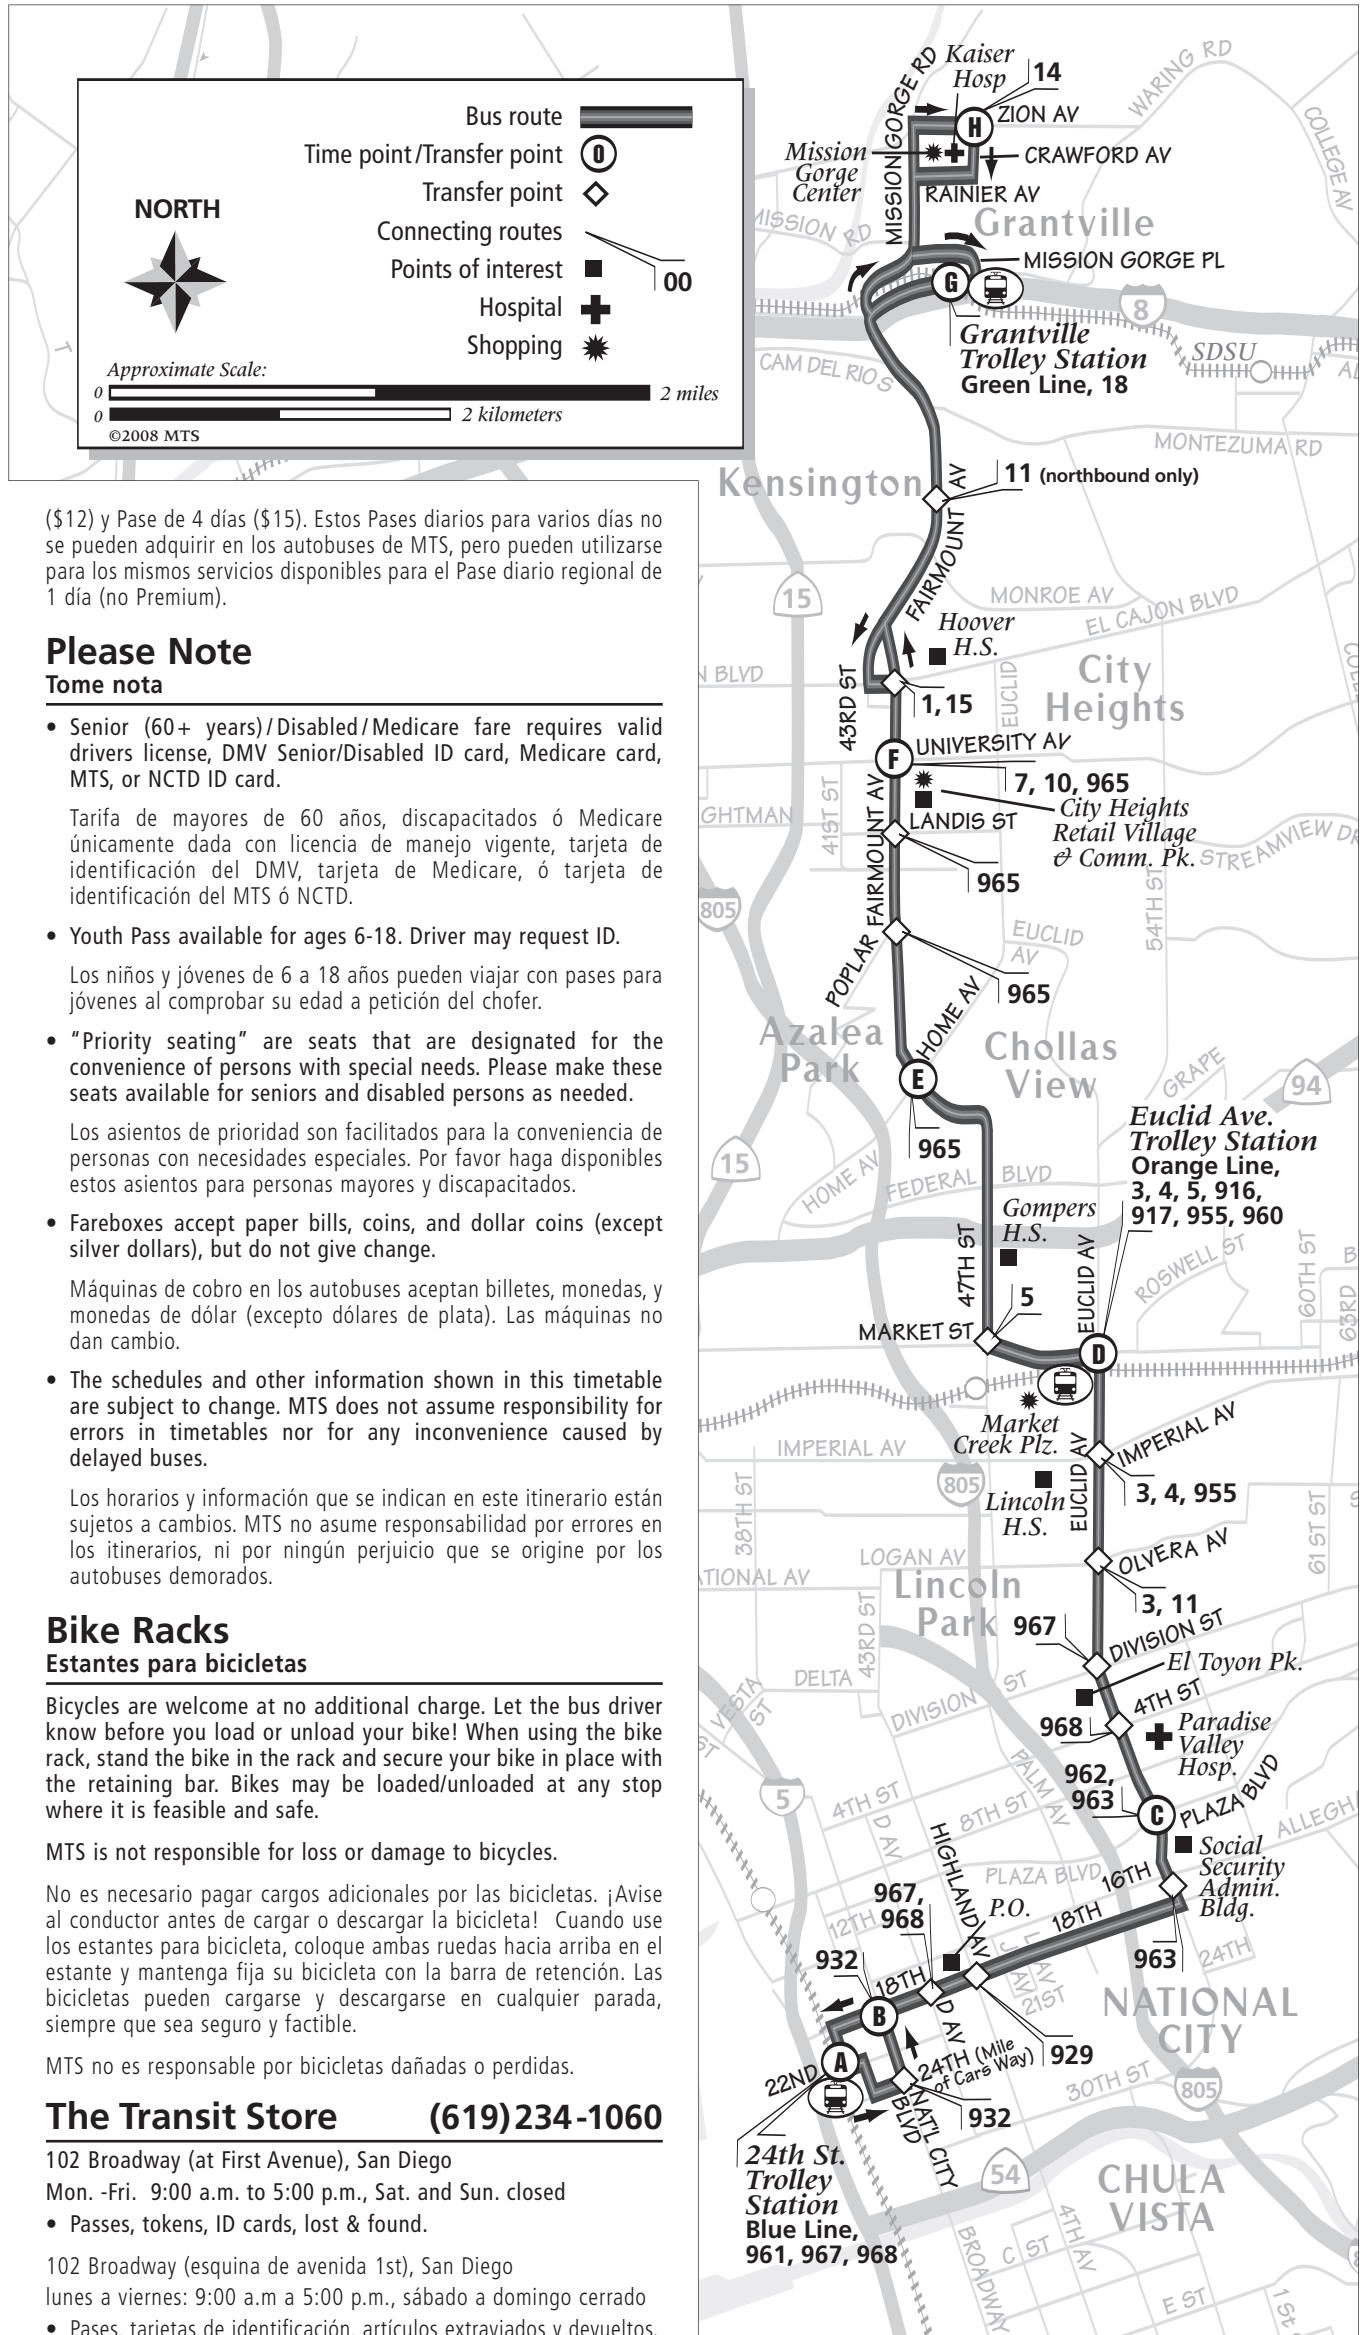 NORTH
Bus route
Time point/Transfer point
Transfer point
Connecting routes
00
Points of interest
Hospital
Shopping
Approximate Scale:
0 2 miles
0 2 kilometers
©2008 MTS
($12) y Pase de 4 días ($15). Estos Pases diarios para varios días no
se pueden adquirir en los autobuses de MTS, pero pueden utilizarse
para los mismos servicios disponibles para el Pase diario regional de
1 día (no Premium).
Please Note
Tome nota
• Senior (60+ years)/Disabled/Medicare fare requires valid
drivers license, DMV Senior/Disabled ID card, Medicare card,
MTS, or NCTD ID card.
Tarifa de mayores de 60 años, discapacitados ó Medicare
únicamente dada con licencia de manejo vigente, tarjeta de
identificación del DMV, tarjeta de Medicare, ó tarjeta de
identificación del MTS ó NCTD.
• Youth Pass available for ages 6-18. Driver may request ID.
Los niños y jóvenes de 6 a 18 años pueden viajar con pases para
jóvenes al comprobar su edad a petición del chofer.
• “Priority seating” are seats that are designated for the
convenience of persons with special needs. Please make these
seats available for seniors and disabled persons as needed.
Los asientos de prioridad son facilitados para la conveniencia de
personas con necesidades especiales. Por favor haga disponibles
estos asientos para personas mayores y discapacitados.
• Fareboxes accept paper bills, coins, and dollar coins (except
silver dollars), but do not give change.
Máquinas de cobro en los autobuses aceptan billetes, monedas, y
monedas de dólar (excepto dólares de plata). Las máquinas no
dan cambio.
• The schedules and other information shown in this timetable
are subject to change. MTS does not assume responsibility for
errors in timetables nor for any inconvenience caused by
delayed buses.
Los horarios y información que se indican en este itinerario están
sujetos a cambios. MTS no asume responsabilidad por errores en
los itinerarios, ni por ningún perjuicio que se origine por los
autobuses demorados.
Bike Racks
Estantes para bicicletas
Bicycles are welcome at no additional charge. Let the bus driver
know before you load or unload your bike! When using the bike
rack, stand the bike in the rack and secure your bike in place with
the retaining bar. Bikes may be loaded/unloaded at any stop
where it is feasible and safe.
MTS is not responsible for loss or damage to bicycles.
No es necesario pagar cargos adicionales por las bicicletas. ¡Avise
al conductor antes de cargar o descargar la bicicleta! Cuando use
los estantes para bicicleta, coloque ambas ruedas hacia arriba en el
estante y mantenga fija su bicicleta con la barra de retención. Las
bicicletas pueden cargarse y descargarse en cualquier parada,
siempre que sea seguro y factible.
MTS no es responsable por bicicletas dañadas o perdidas.
The Transit Store (619)234-1060
102 Broadway (at First Avenue), San Diego
Mon. -Fri. 9:00 a.m. to 5:00 p.m., Sat. and Sun. closed
• Passes, tokens, ID cards, lost & found.
102 Broadway (esquina de avenida 1st), San Diego
lunes a viernes: 9:00 a.m a 5:00 p.m., sábado a domingo cerrado
• Pases, tarjetas de identificación, artículos extraviados y devueltos.
MISSION GORGE RD
Kaiser
Hosp
14
WARING RD
COLLEGE AV
H
ZION AV
Mission
Gorge
Center
CRAWFORD AV
RAINIER AV
MISSION RD
Grantville
MISSION GORGE PL
G
8
Grantville
Trolley Station
Green Line, 18
SDSU
CAM DEL RIO S
MONTEZUMA RD
Kensington
FAIRMOUNT AV
11 (northbound only)
15
MONROE AV
EL CAJON BLVD
Hoover
H.S.
City
Heights
N BLVD
43RD ST
EUCLID
1, 15
F
UNIVERSITY AV
7, 10, 965
City Heights
Retail Village
& Comm. Pk.
GHTMAN
41ST ST
FAIRMOUNT AV
LANDIS ST
STREAMVIEW DR
965
805
54TH ST
EUCLID
AV
POPLAR
965
HOME AV
Azalea
Park
Chollas
View
E
GRAPE
94
965
15
HOME AV
FEDERAL BLVD
Euclid Ave.
Trolley Station
Orange Line,
3, 4, 5, 916,
917, 955, 960
Gompers
H.S.
47TH ST
EUCLID AV
ROSWELL ST
60TH ST
63RD
5
MARKET ST
D
Market
Creek Plz.
IMPERIAL AV
IMPERIAL AV
38TH ST
805
Lincoln
H.S.
EUCLID AV
3, 4, 955
61 ST ST
LOGAN AV
TIONAL AV
OLVERA AV
Lincoln
Park
3, 11
43RD ST
967
DIVISION ST
El Toyon Pk.
DELTA
VESTA
ST
DIVISION ST
4TH ST
968
Paradise
Valley
Hosp.
PALM AV
962,
963
5
4TH ST
D AV
8TH ST
C
PLAZA BLVD
ALLEGHA
HIGHLAND AV
PLAZA BLVD
16TH
Social
Security
Admin.
Bldg.
967,
968
12TH
P.O.
18TH
963
24TH
932
18TH
L AV
J AV
21ST
NATIONAL
CITY
B
D AV
A
22ND
24TH (Mile
of Cars Way)
929
30TH ST
805
NAT'L CITY
BLVD
932
24th St.
Trolley
Station
Blue Line,
961, 967, 968
54
CHULA
VISTA
BROADWAY
C ST
4TH AV
E ST
1 St